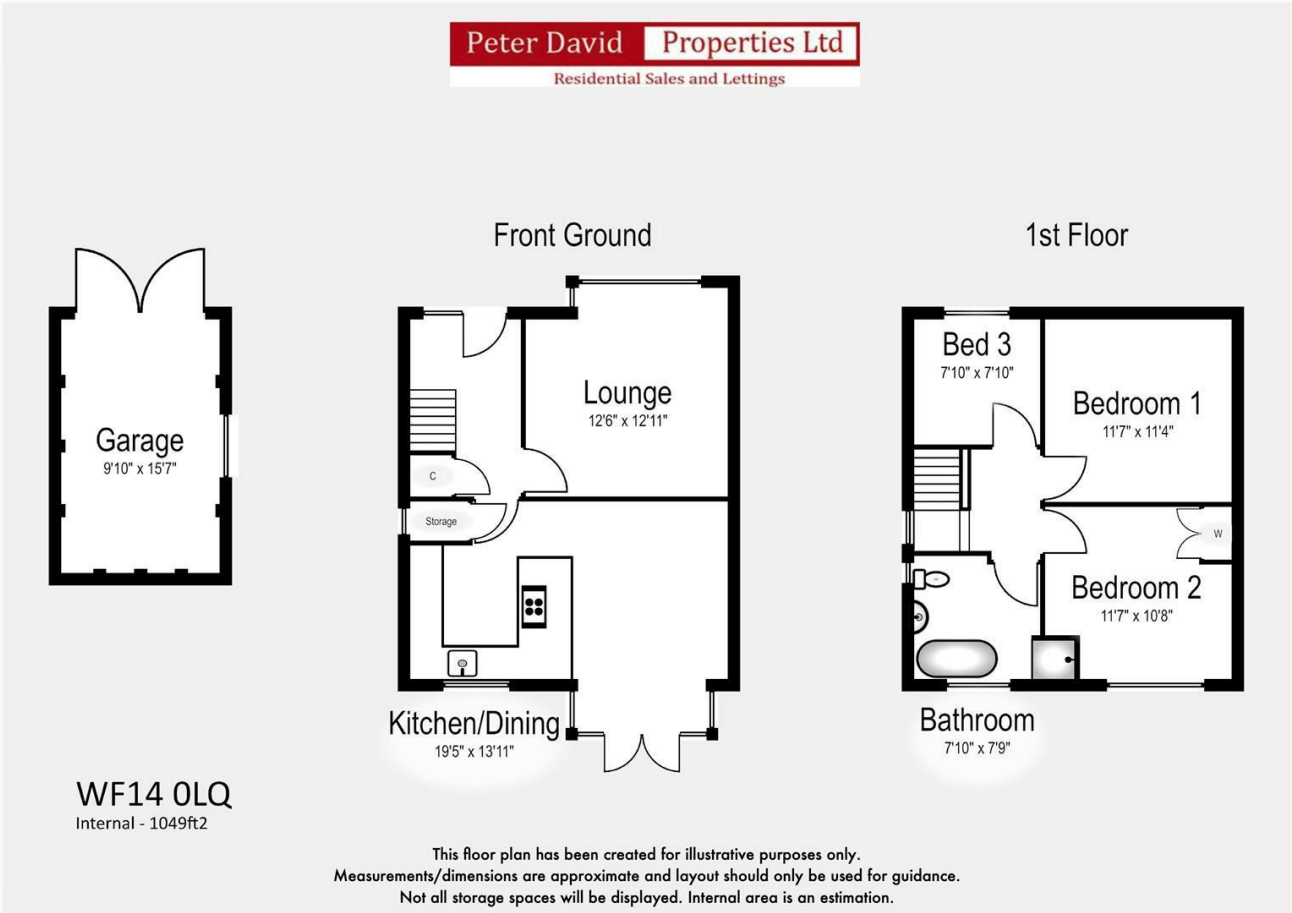 Peter David Properties Ltd
Residential Sales and Lettings
Front Ground
1st Floor
Garage
9'10" x 15'7"
Lounge
12'6" x 12'11"
C
Storage
Kitchen/Dining
19'5" x 13'11"
Bed 3
7'10" x 7'10"
Bedroom 1
11'7" x 11'4"
W
Bedroom 2
11'7" x 10'8"
Bathroom
7'10" x 7'9"
WF14 0LQ
Internal - 1049ft2
This floor plan has been created for illustrative purposes only.
Measurements/dimensions are approximate and layout should only be used for guidance.
Not all storage spaces will be displayed. Internal area is an estimation.